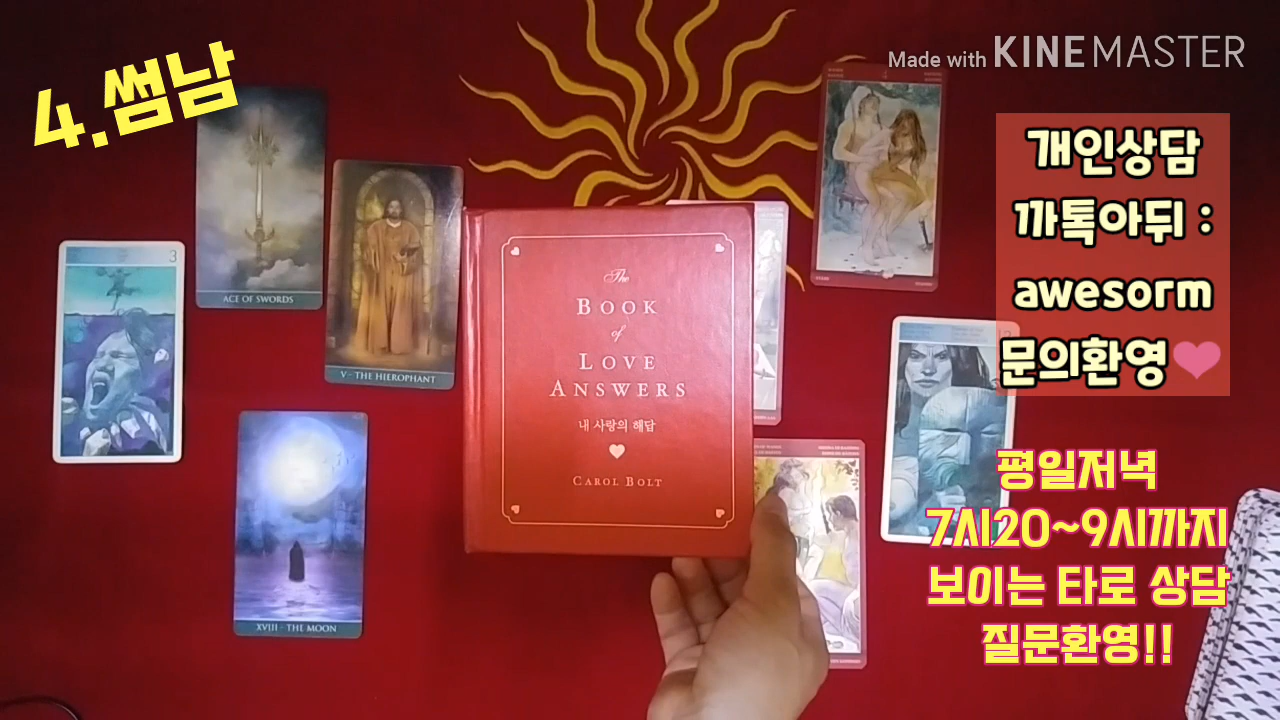 4.썸남
Made with KINEMASTER
개인상담
까톡아뒤 :
awesorm
문의환영
평일저녁
7시20~9시까지
보이는 타로 상담
질문환영!!
3
ACE OF SWORDS
V - THE HIEROPHANT
XVIII - THE MOON
The
BOOK
of
LOVE
ANSWERS
내 사랑의 해답
CAROL BOLT